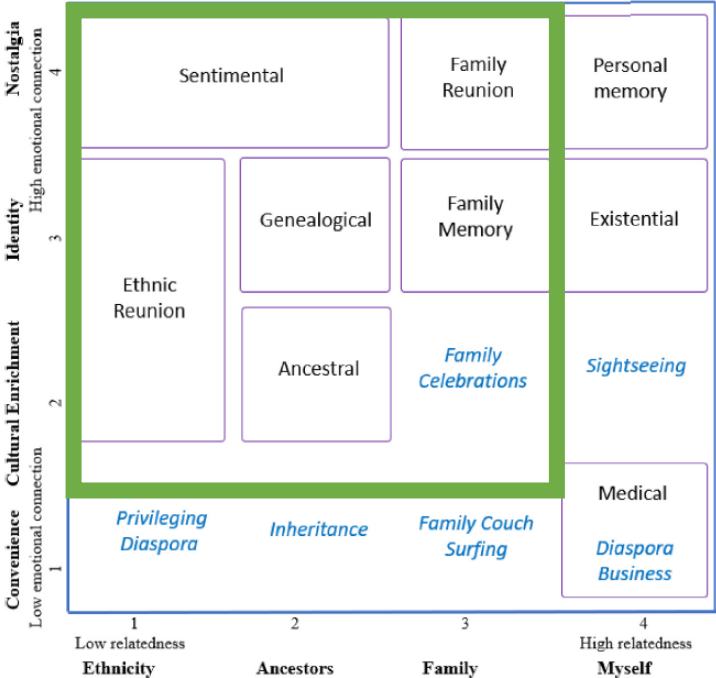 Nostalgia
High emotional connection
4
Sentimental
Family
Reunion
Personal
memory
Identity
3
Ethnic
Reunion
Genealogical
Family
Memory
Existential
Cultural Enrichment
2
Ancestral
Family
Celebrations
Sightseeing
Convenience
Low emotional connection
1
Privileging
Diaspora
Inheritance
Family Couch
Surfing
Medical
Diaspora
Business
1
2
3
4
Low relatedness
High relatedness
Ethnicity
Ancestors
Family
Myself